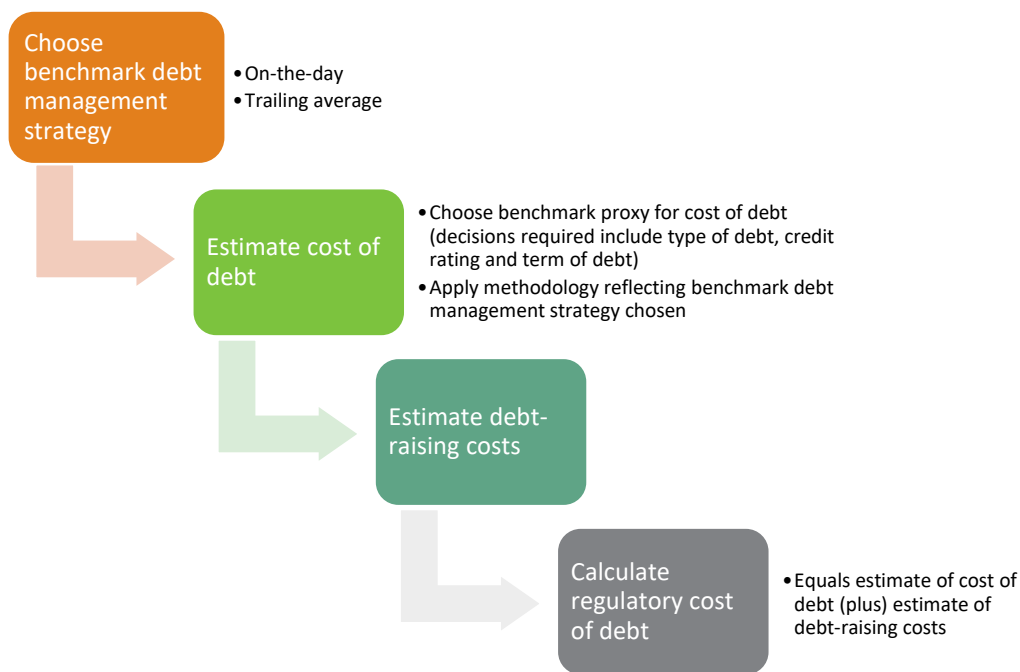 Choose
benchmark debt
management
strategy
•On-the-day
•Trailing average
Estimate cost of
debt
•Choose benchmark proxy for cost of debt
(decisions required include type of debt, credit
rating and term of debt)
•Apply methodology reflecting benchmark debt
management strategy chosen
Estimate debt-
raising costs
Calculate
regulatory cost
of debt
•Equals estimate of cost of
debt (plus) estimate of
debt-raising costs